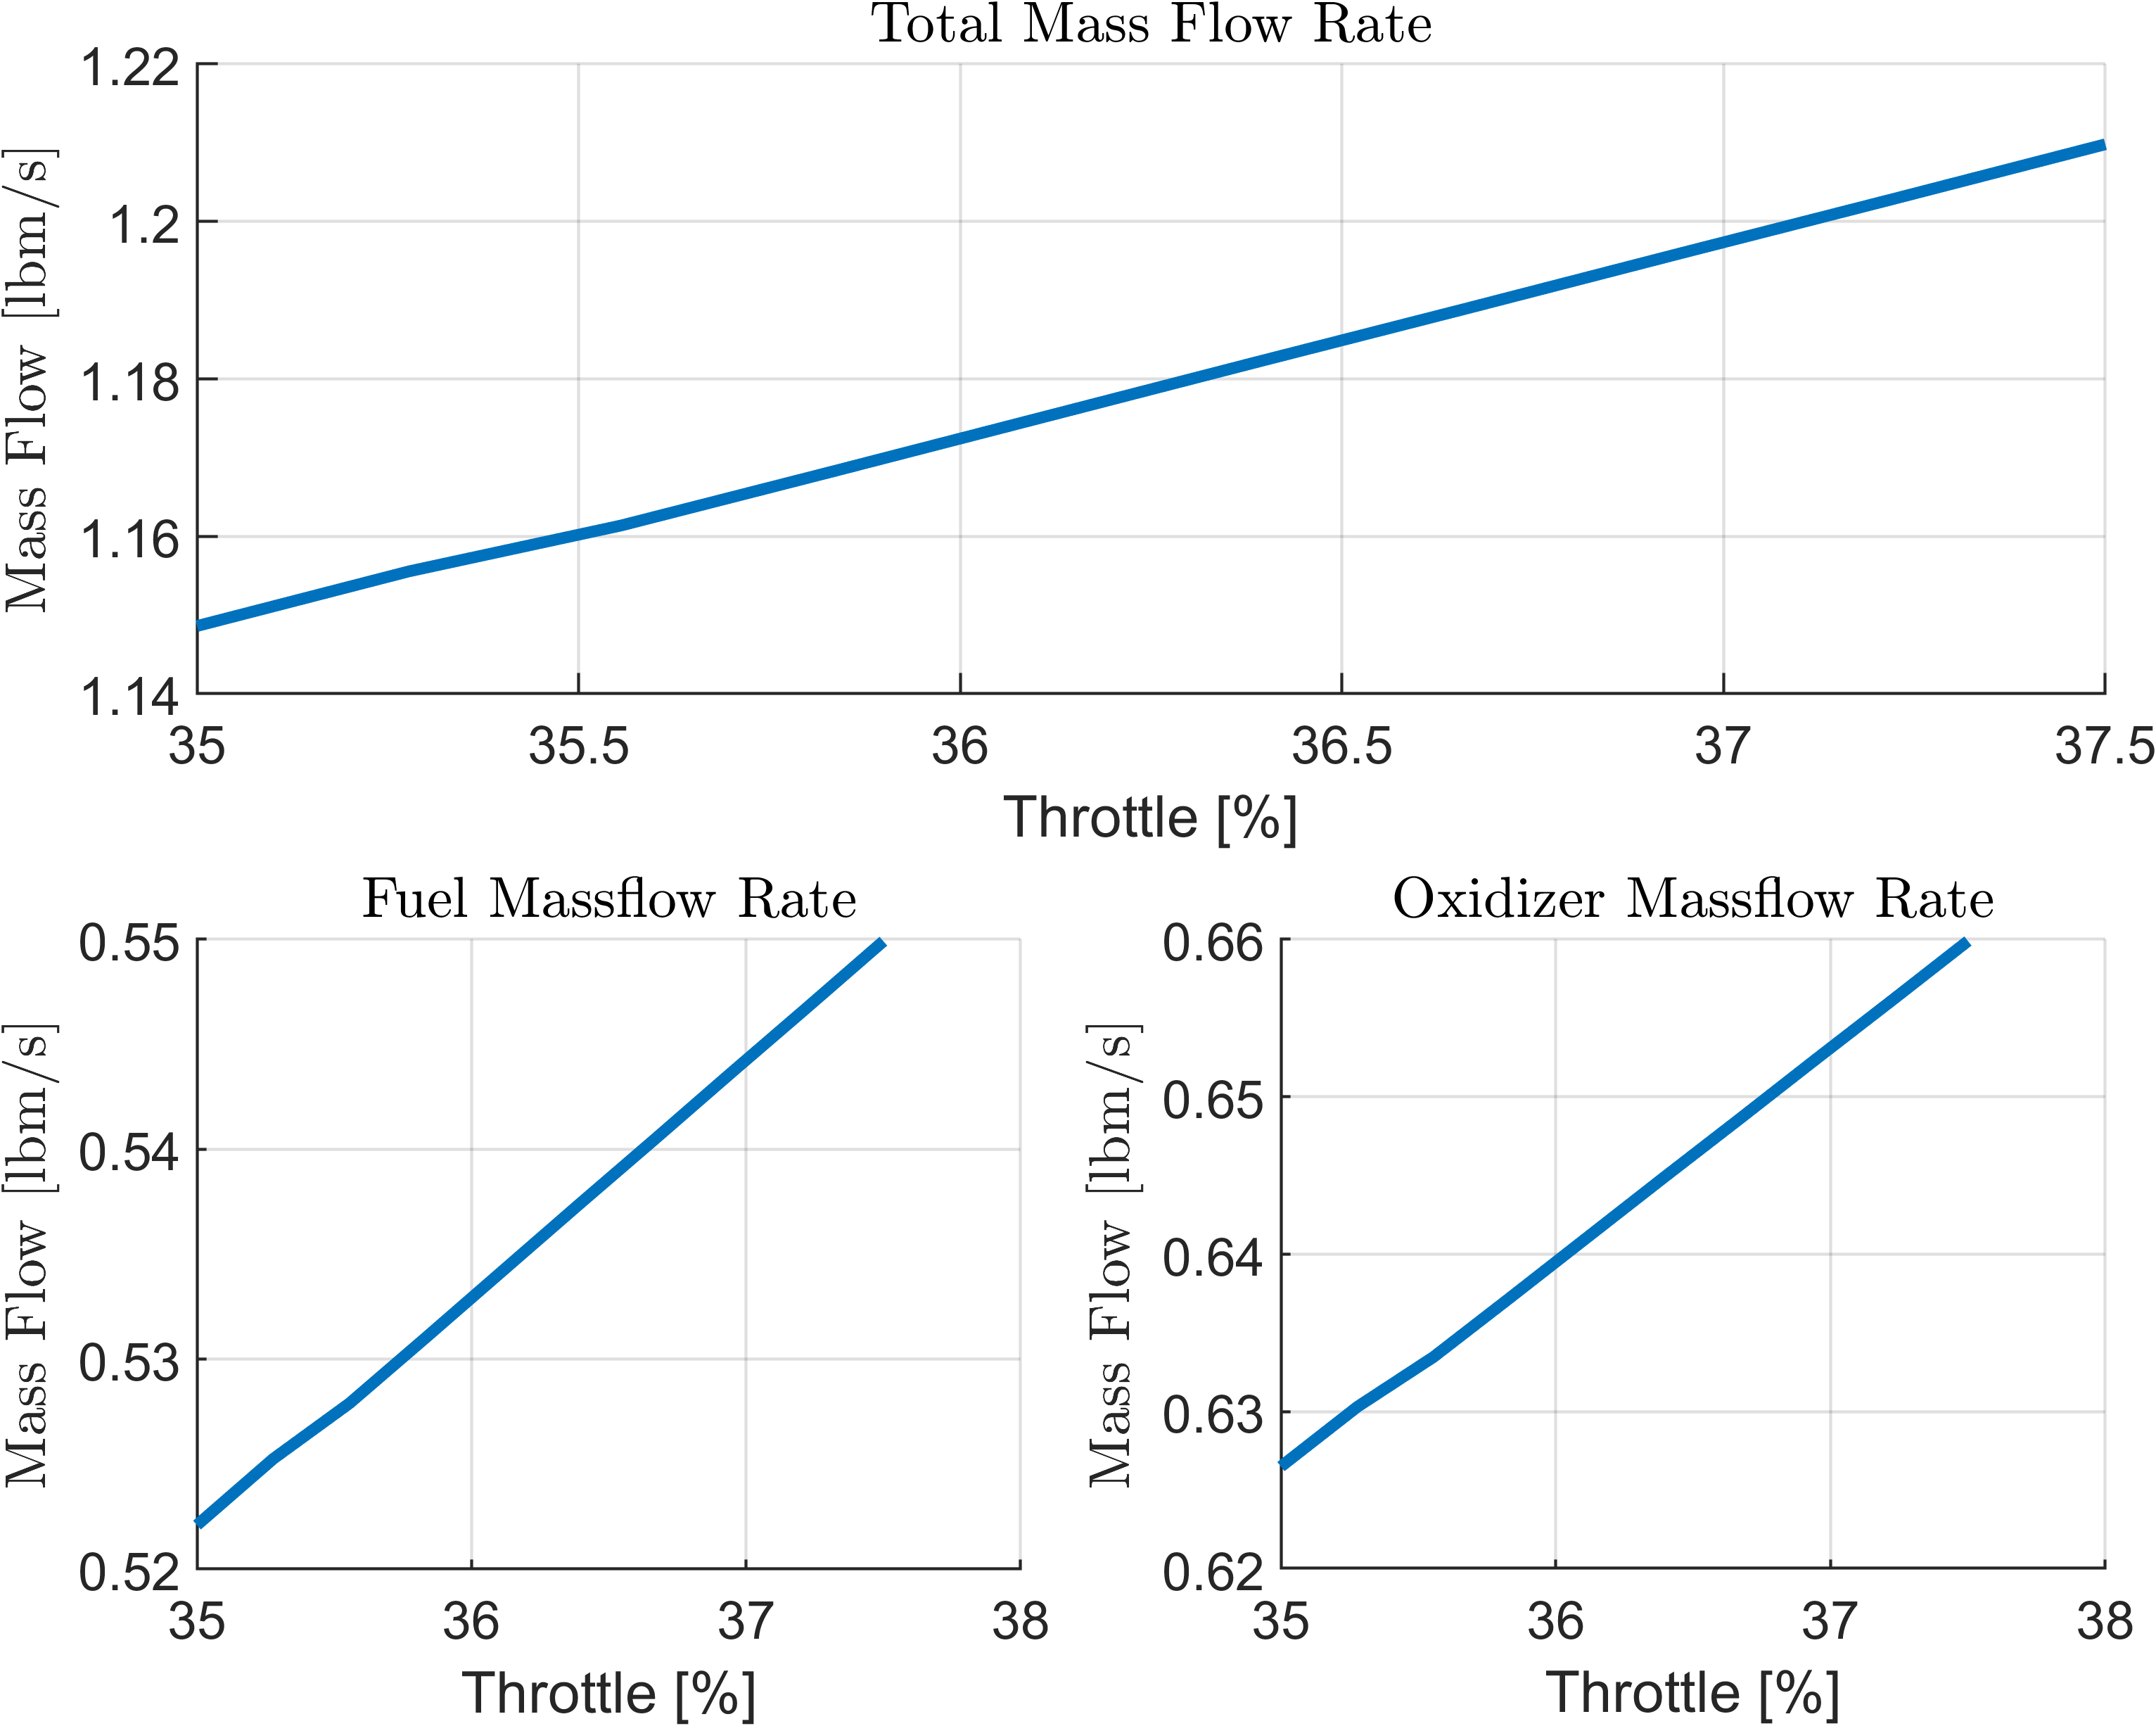 Total Mass Flow Rate
Mass Flow [lbm/s]
1.22
1.2
1.18
1.16
1.14
35 35.5 36 36.5 37 37.5
Throttle [%]
Fuel Massflow Rate
Mass Flow [lbm/s]
0.55
0.54
0.53
0.52
35 36 37 38
Throttle [%]
Oxidizer Massflow Rate
Mass Flow [lbm/s]
0.66
0.65
0.64
0.63
0.62
35 36 37 38
Throttle [%]